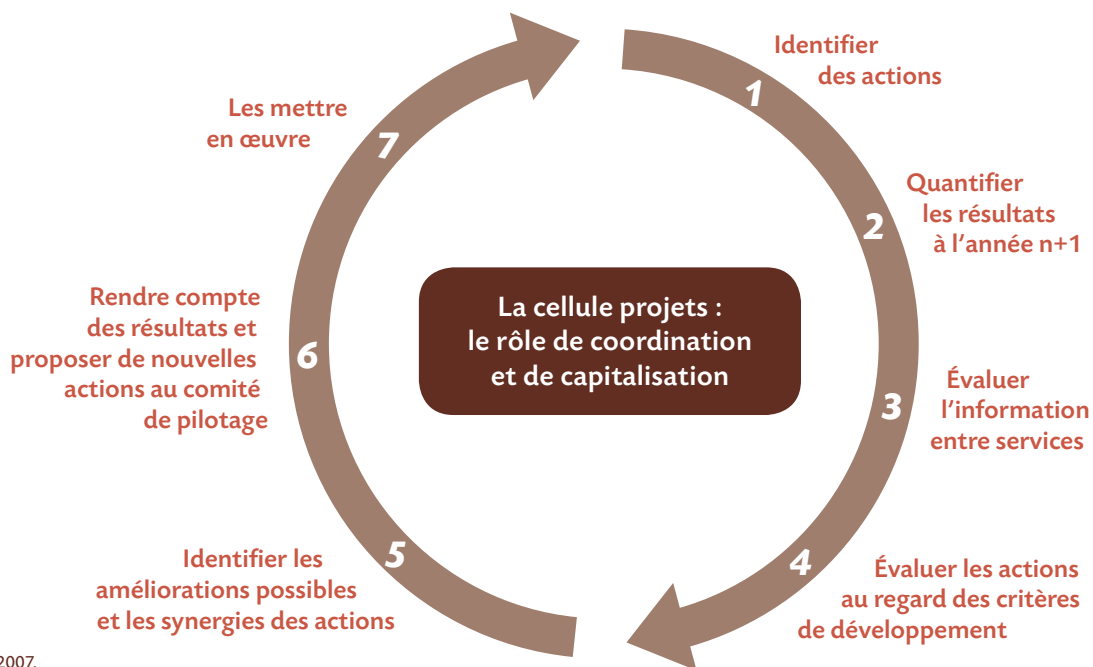 1
Identifier
des actions
2
Quantifier
les résultats
à l'année n+1
3
Évaluer
l'information
entre services
4
Évaluer les actions
au regard des critères
de développement
5
Identifier les
améliorations possibles
et les synergies des actions
6
Rendre compte
des résultats et
proposer de nouvelles
actions au comité
de pilotage
7
Les mettre
en œuvre
La cellule projets :
le rôle de coordination
et de capitalisation
2007.